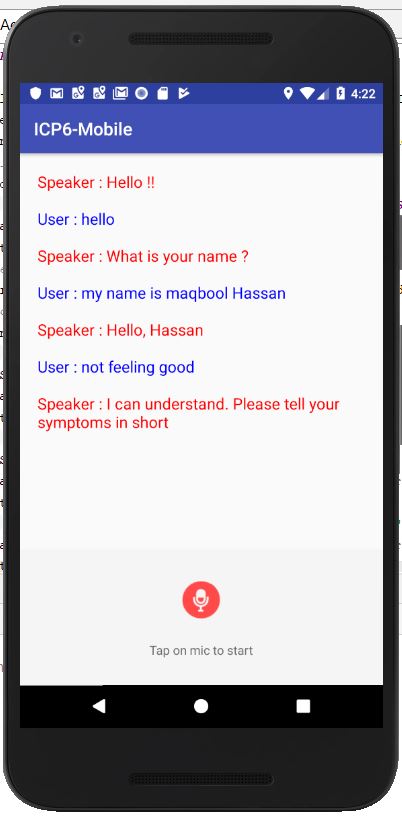 4:22
ICP6-Mobile
Speaker : Hello !!
User : hello
Speaker : What is your name ?
User : my name is maqbool Hassan
Speaker : Hello, Hassan
User : not feeling good
Speaker : I can understand. Please tell your
symptoms in short
Tap on mic to start